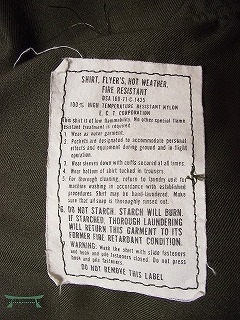 SHIRT, FLYER'S, HOT WEATHER,
FIRE RESISTANT
DSA 100-71-C-1435
100% HIGH TEMPERATURE RESISTANT NYLON
E. C. T. CORPORATION
This shirt is of low flammability. No other special flame
resistant treatment is required.
1. Wear as outer garment.
2. Pockets are designated to accommodate personal
effects and equipment during ground and in flight
operation.
3. Wear sleeves down with cuffs secured at all times.
4. Wear bottom of shirt tucked in trousers.
5. For thorough cleaning, return to laundry unit for
machine washing in accordance with established
procedures. Shirt may be hand-laundered. Make
sure that all soap is thoroughly rinsed out.
6. DO NOT STARCH. STARCH WILL BURN.
IF STARCHED, THOROUGH LAUNDERING
WILL RETURN THIS GARMENT TO ITS
FORMER FIRE RETARDANT CONDITION.
WARNING: Wash the shirt with slide fasteners
and hook and pile fasteners closed. Do not press
hook and pile fasteners.
DO NOT REMOVE THIS LABEL